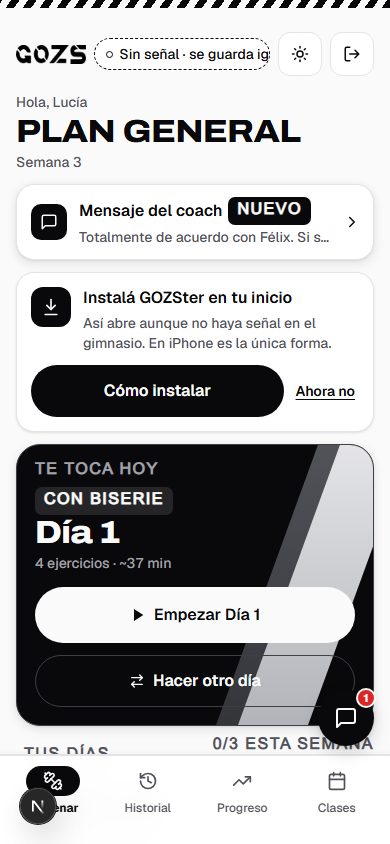 GOZS
Sin señal · se guarda ig
Hola, Lucía
PLAN GENERAL
Semana 3
Mensaje del coach NUEVO
Totalmente de acuerdo con Félix. Si s...
Instalá GOZSter en tu inicio
Así abre aunque no haya señal en el
gimnasio. En iPhone es la única forma.
Cómo instalar
Ahora no
TE TOCA HOY
CON BISERIE
Día 1
4 ejercicios · ~37 min
Empezar Día 1
Hacer otro día
1
TUS DÍAS
0/3 ESTA SEMANA
N
enar
Historial
Progreso
Clases